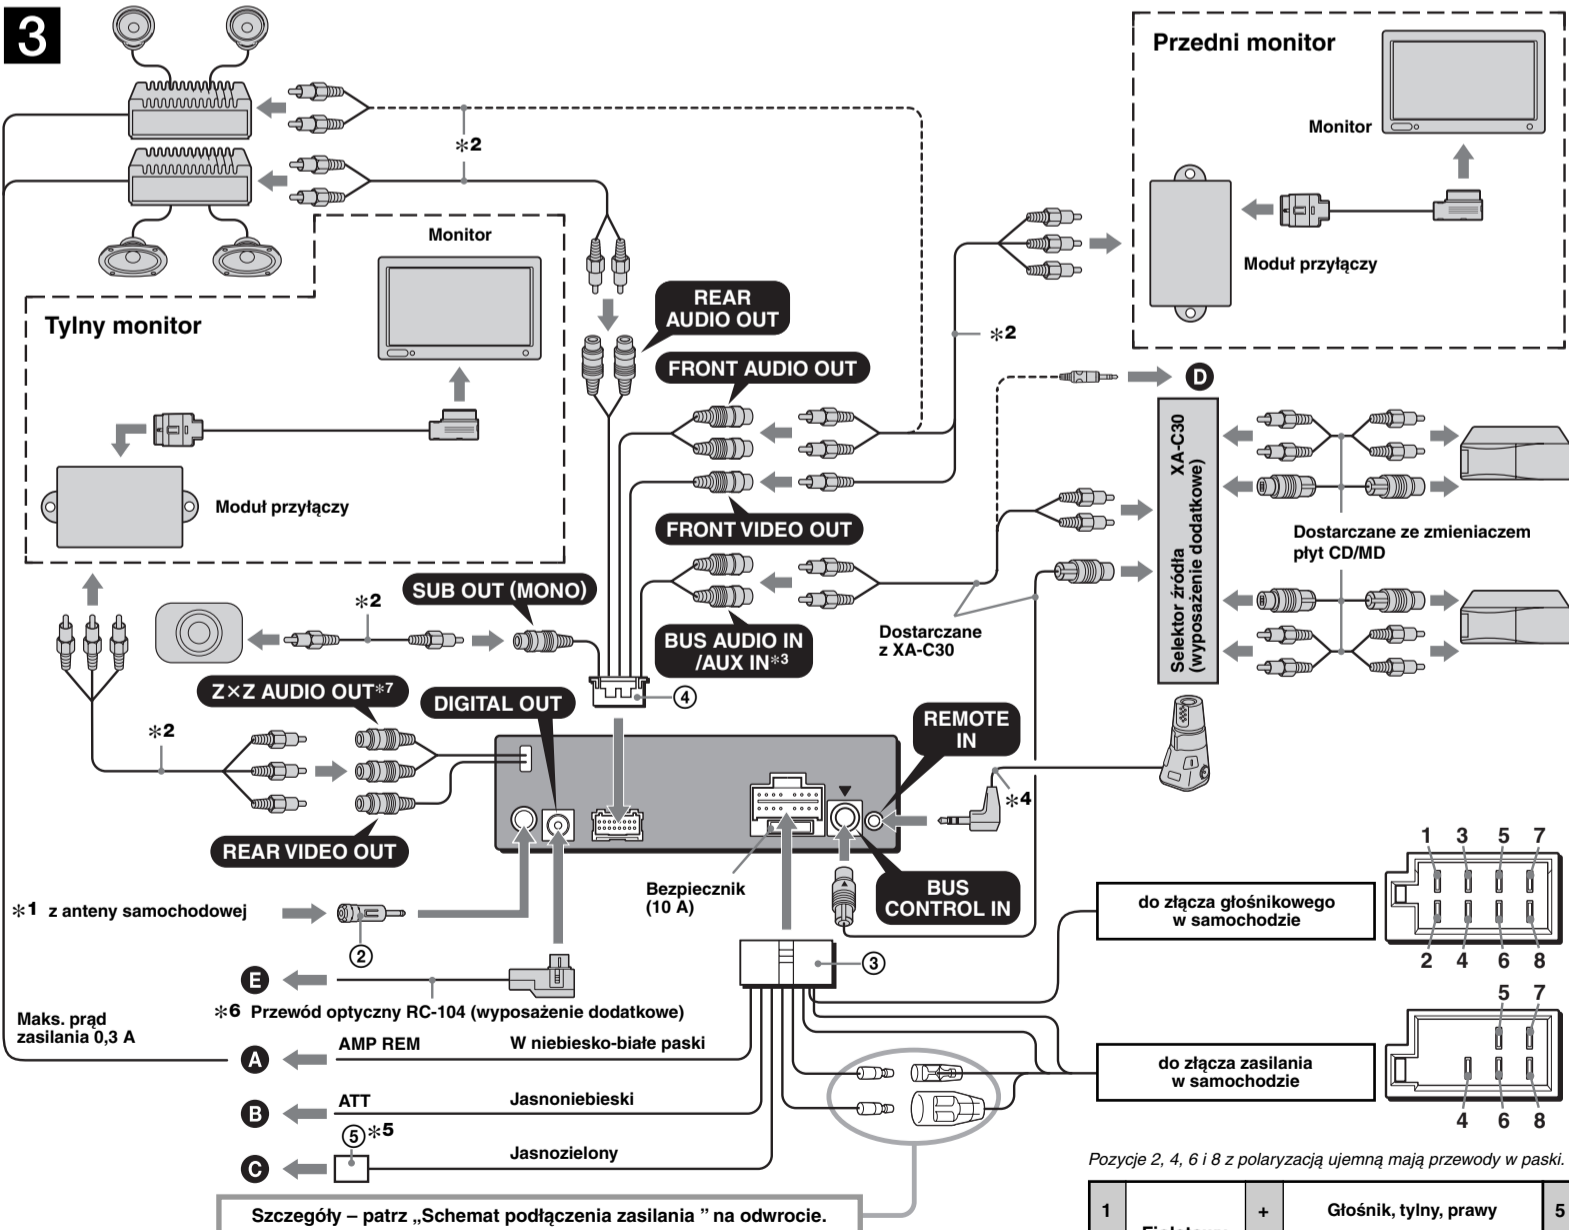 3
Przedni monitor
Monitor
Moduł przyłączy
*2
Monitor
Tylny monitor
Moduł przyłączy
REAR
AUDIO OUT
FRONT AUDIO OUT
*2
D
FRONT VIDEO OUT
Selektor źródła XA-C30
(wyposażenie dodatkowe)
Dostarczane ze zmieniaczem
płyt CD/MD
SUB OUT (MONO)
*2
BUS AUDIO IN
/AUX IN*3
Dostarczane
z XA-C30
Z×Z AUDIO OUT*7
DIGITAL OUT
4
REMOTE
IN
*2
*4
REAR VIDEO OUT
Bezpiecznik
(10 A)
BUS
CONTROL IN
*1 z anteny samochodowej
2
3
E
*6 Przewód optyczny RC-104 (wyposażenie dodatkowe)
Maks. prąd
zasilania 0,3 A
A
AMP REM
W niebiesko-białe paski
B
ATT
Jasnoniebieski
C
5 *5
Jasnozielony
do złącza głośnikowego
w samochodzie
1 3 5 7
2 4 6 8
do złącza zasilania
w samochodzie
5 7
4 6 8
Pozycje 2, 4, 6 i 8 z polaryzacją ujemną mają przewody w paski.
Szczegóły – patrz „Schemat podłączenia zasilania ” na odwrocie.
1 + Głośnik, tylny, prawy 5